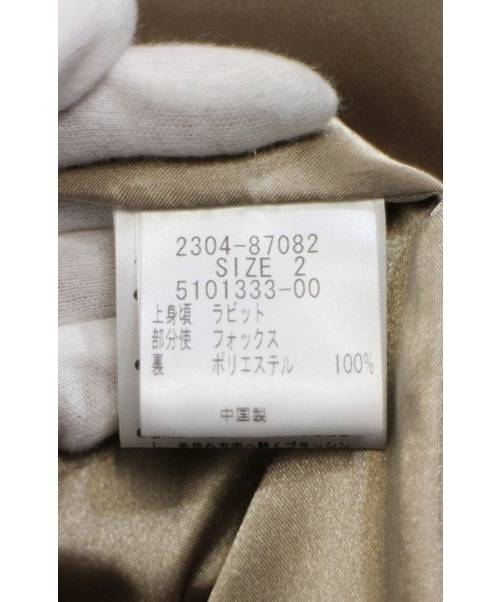 2304-87082
SIZE 2
5101333-00
上身頃 ラビット
部分使 フォックス
裏 ポリエステル 100%
中国製